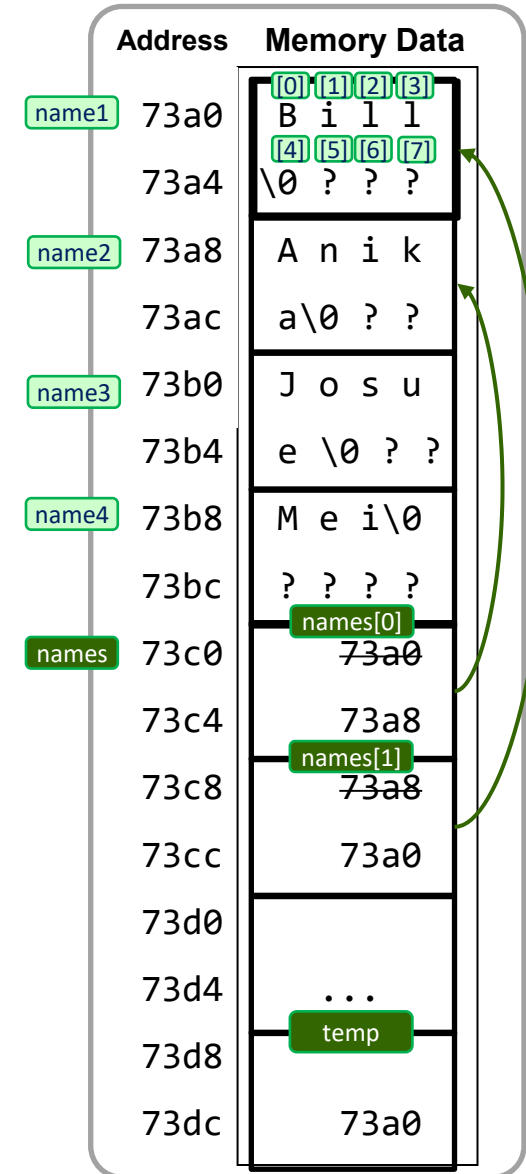 Address Memory Data
[0] [1] [2] [3]
name1 73a0 B i l l
[4] [5] [6] [7]
73a4 \0 ? ? ?
name2 73a8 A n i k
73ac a\0 ? ?
name3 73b0 J o s u
73b4 e \0 ? ?
name4 73b8 M e i\0
73bc ? ? ? ?
names[0]
names 73c0 73a0
73c4 73a8
names[1]
73c8 73a8
73cc 73a0
73d0
73d4 ...
temp
73d8
73dc 73a0